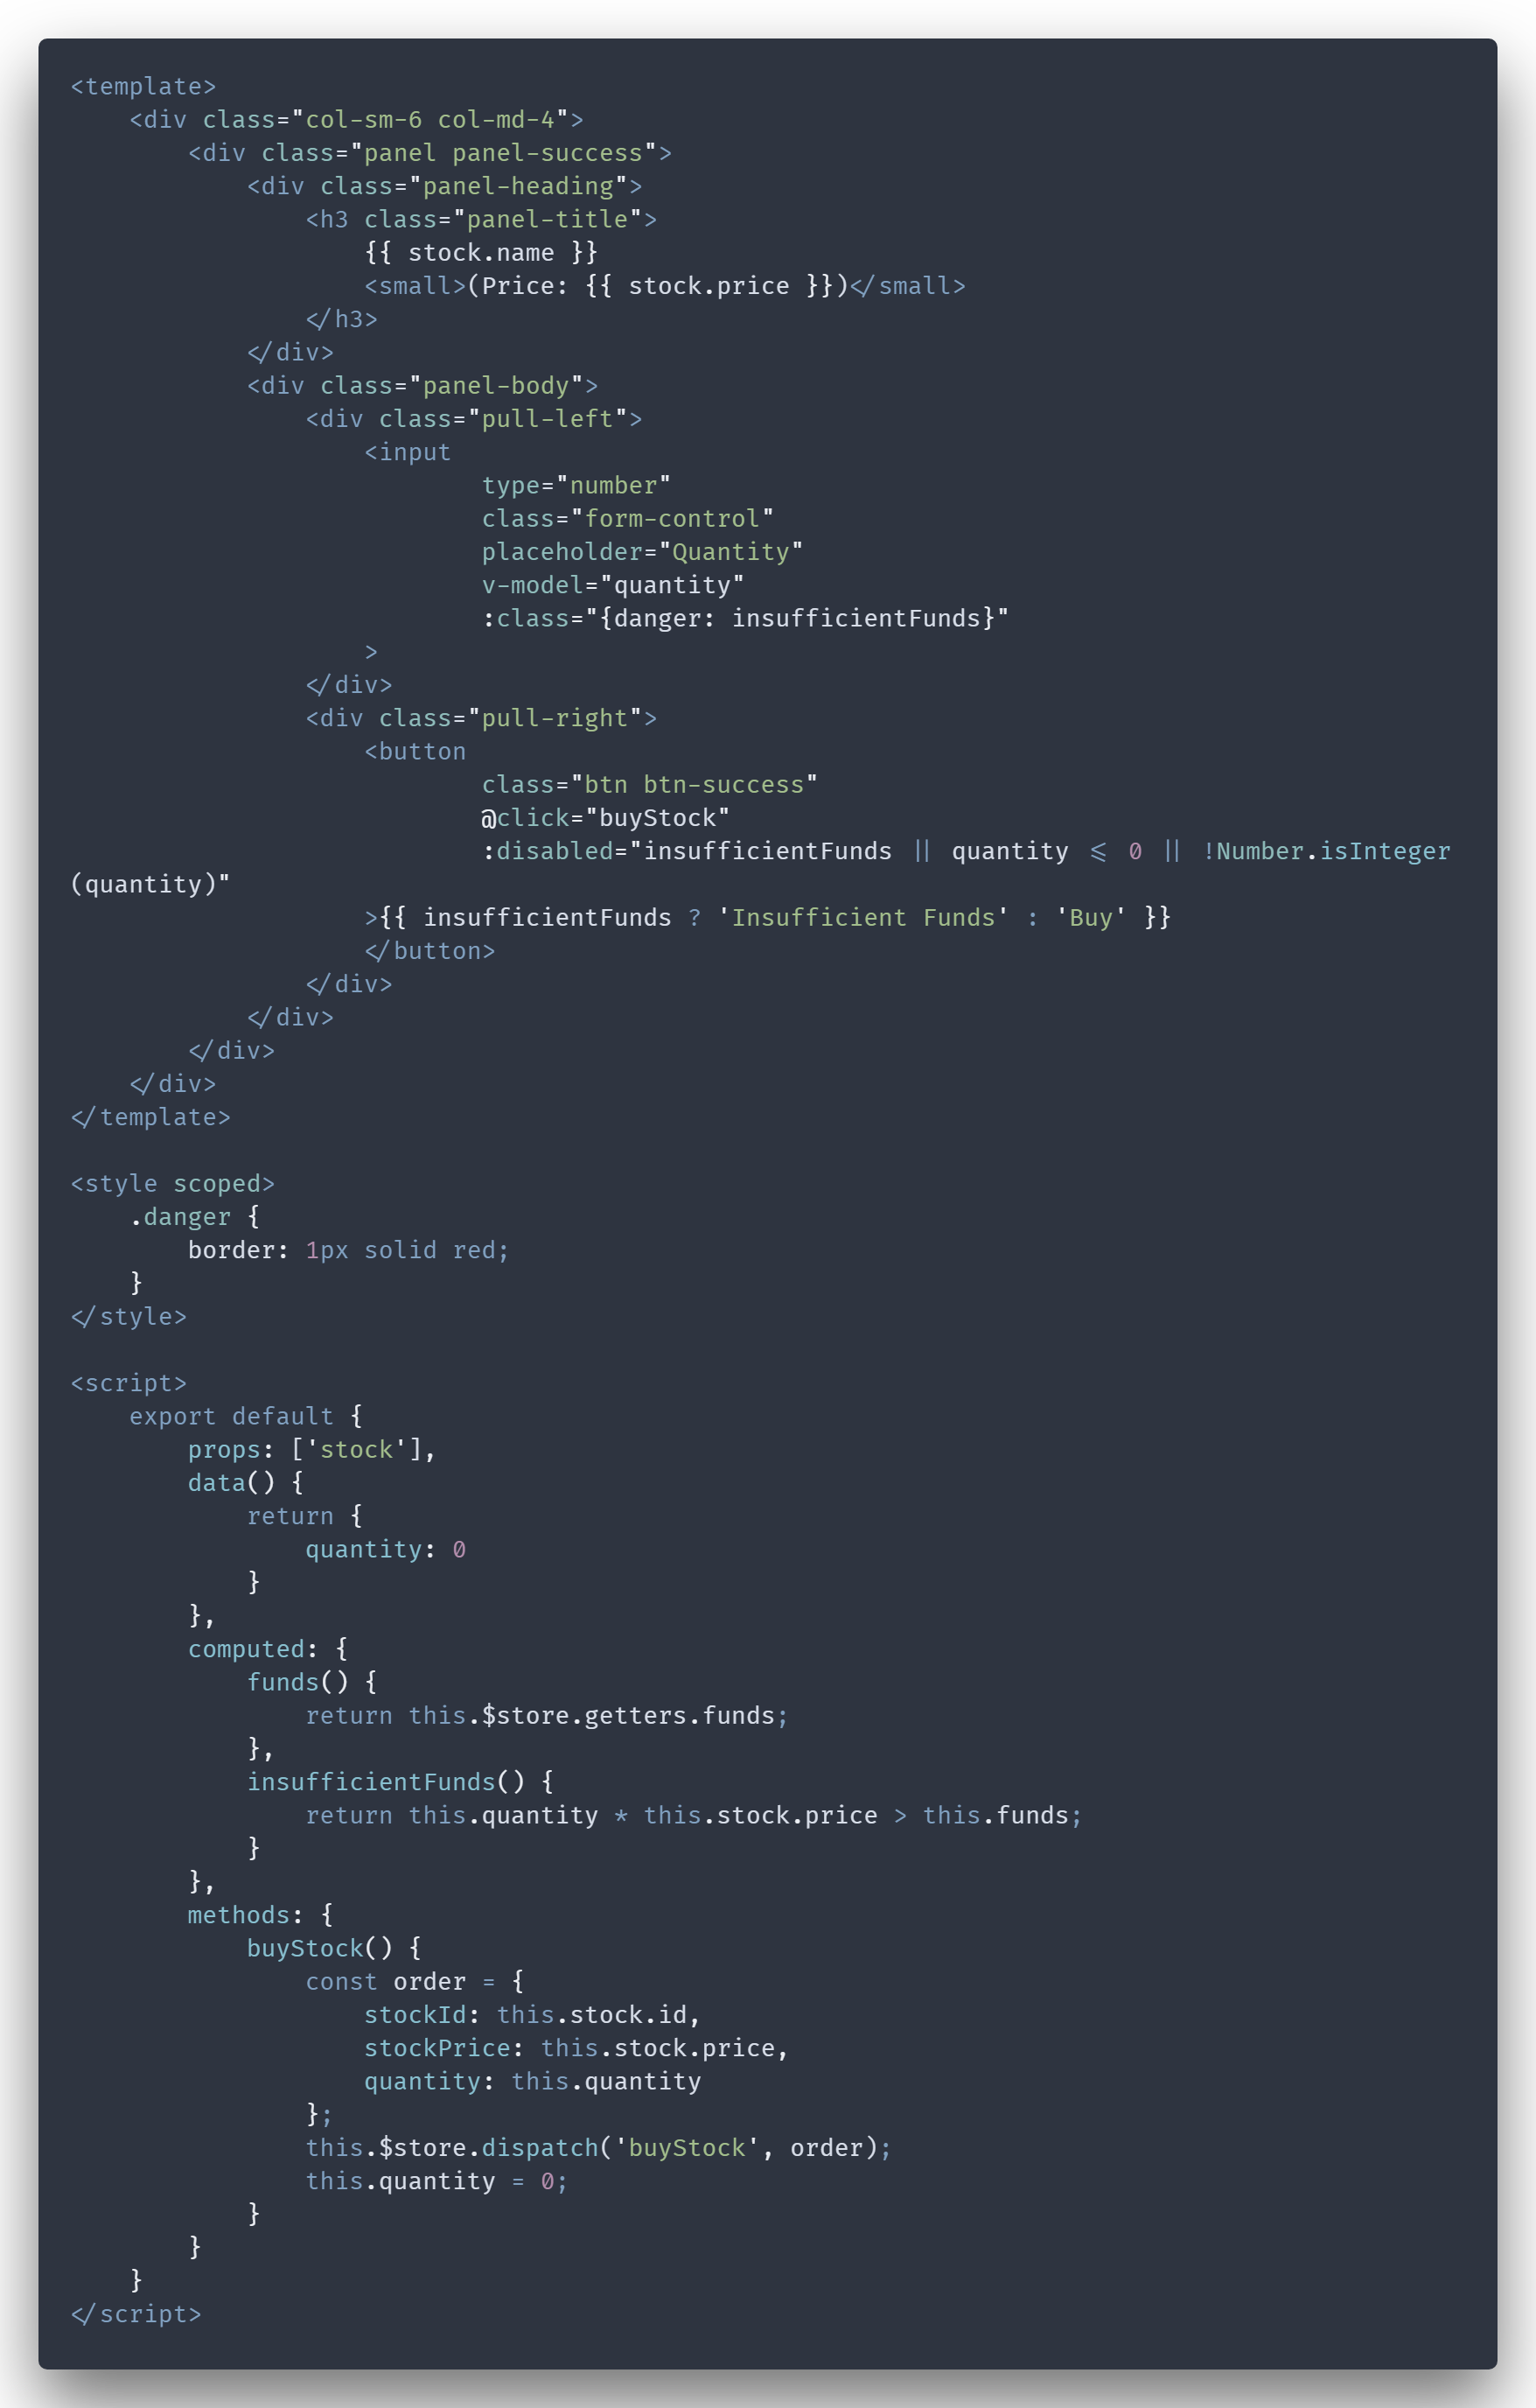 <template>
    <div class="col-sm-6 col-md-4">
        <div class="panel panel-success">
            <div class="panel-heading">
                <h3 class="panel-title">
                    {{ stock.name }}
                    <small>(Price: {{ stock.price }})</small>
                </h3>
            </div>
            <div class="panel-body">
                <div class="pull-left">
                    <input
                            type="number"
                            class="form-control"
                            placeholder="Quantity"
                            v-model="quantity"
                            :class="{danger: insufficientFunds}"
                    >
                </div>
                <div class="pull-right">
                    <button
                            class="btn btn-success"
                            @click="buyStock"
                            :disabled="insufficientFunds || quantity <= 0 || !Number.isInteger
(quantity)"
                    >{{ insufficientFunds ? 'Insufficient Funds' : 'Buy' }}
                    </button>
                </div>
            </div>
        </div>
    </div>
</template>

<style scoped>
    .danger {
        border: 1px solid red;
    }
</style>

<script>
    export default {
        props: ['stock'],
        data() {
            return {
                quantity: 0
            }
        },
        computed: {
            funds() {
                return this.$store.getters.funds;
            },
            insufficientFunds() {
                return this.quantity * this.stock.price > this.funds;
            }
        },
        methods: {
            buyStock() {
                const order = {
                    stockId: this.stock.id,
                    stockPrice: this.stock.price,
                    quantity: this.quantity
                };
                this.$store.dispatch('buyStock', order);
                this.quantity = 0;
            }
        }
    }
</script>